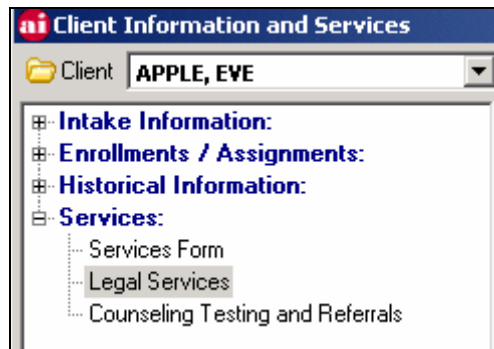 ai Client Information and Services
Client APPLE, EVE
Intake Information:
Enrollments / Assignments:
Historical Information:
Services:
Services Form
Legal Services
Counseling Testing and Referrals